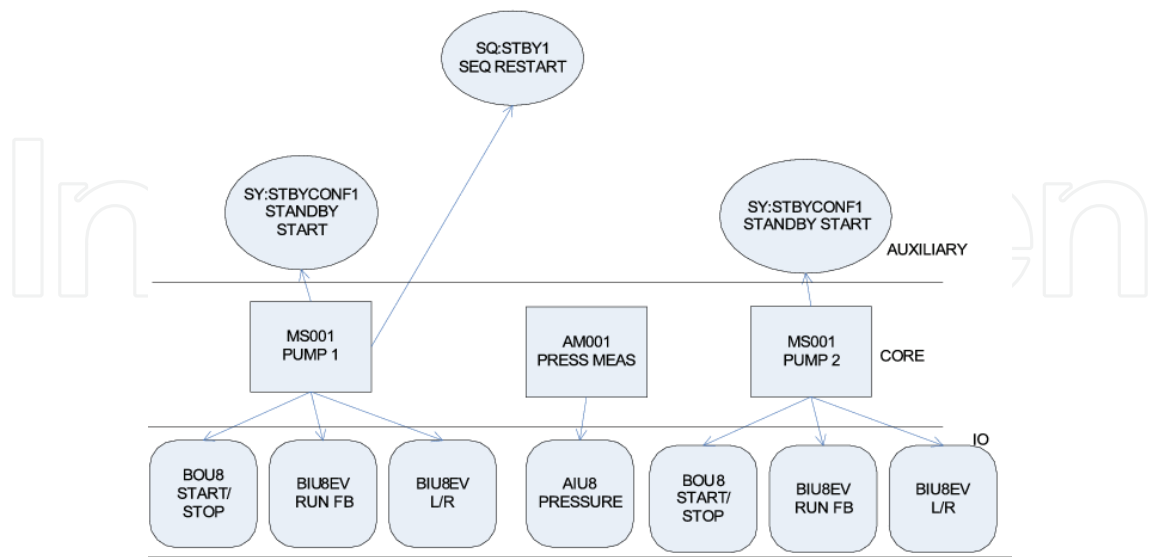 SQ:STBY1
SEQ RESTART
SY:STBYCONF1
STANDBY
START
SY:STBYCONF1
STANDBY START
AUXILIARY
MS001
PUMP 1
AM001
PRESS MEAS
MS001
PUMP 2
CORE
IO
BOU8
START/
STOP
BIU8EV
RUN FB
BIU8EV
L/R
AIU8
PRESSURE
BOU8
START/
STOP
BIU8EV
RUN FB
BIU8EV
L/R